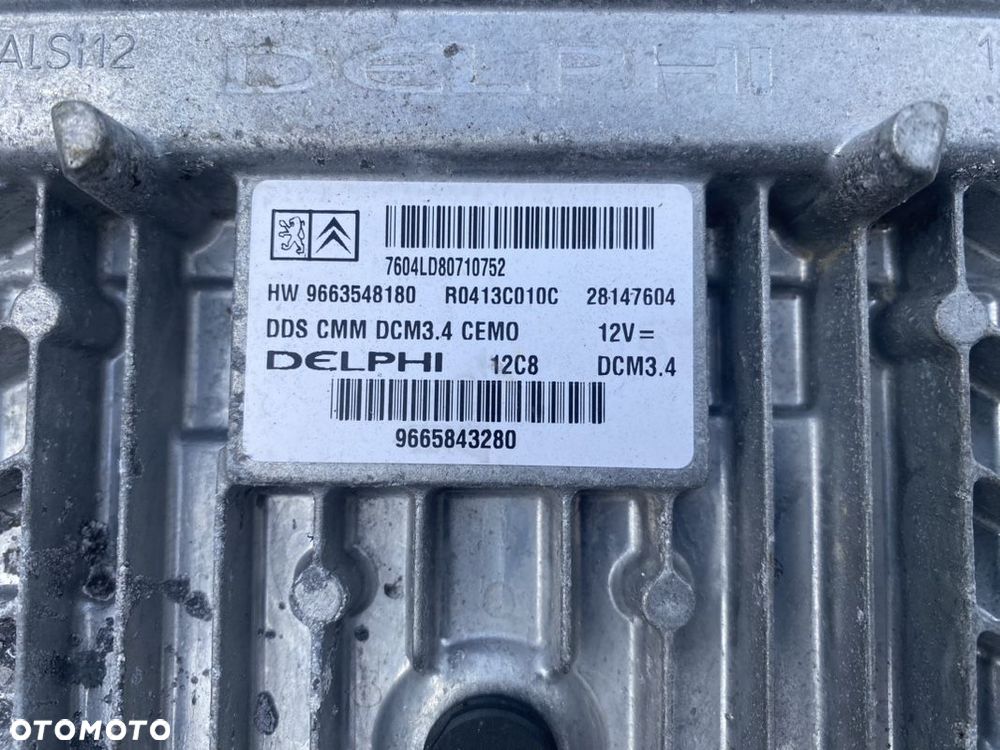 ALSi12
DELPHI
7604LD80710752
HW 9663548180 R0413C010C 28147604
DDS CMM DCM3.4 CEMO 12V=
DELPHI 12C8 DCM3.4
9665843280
OTOMOTO